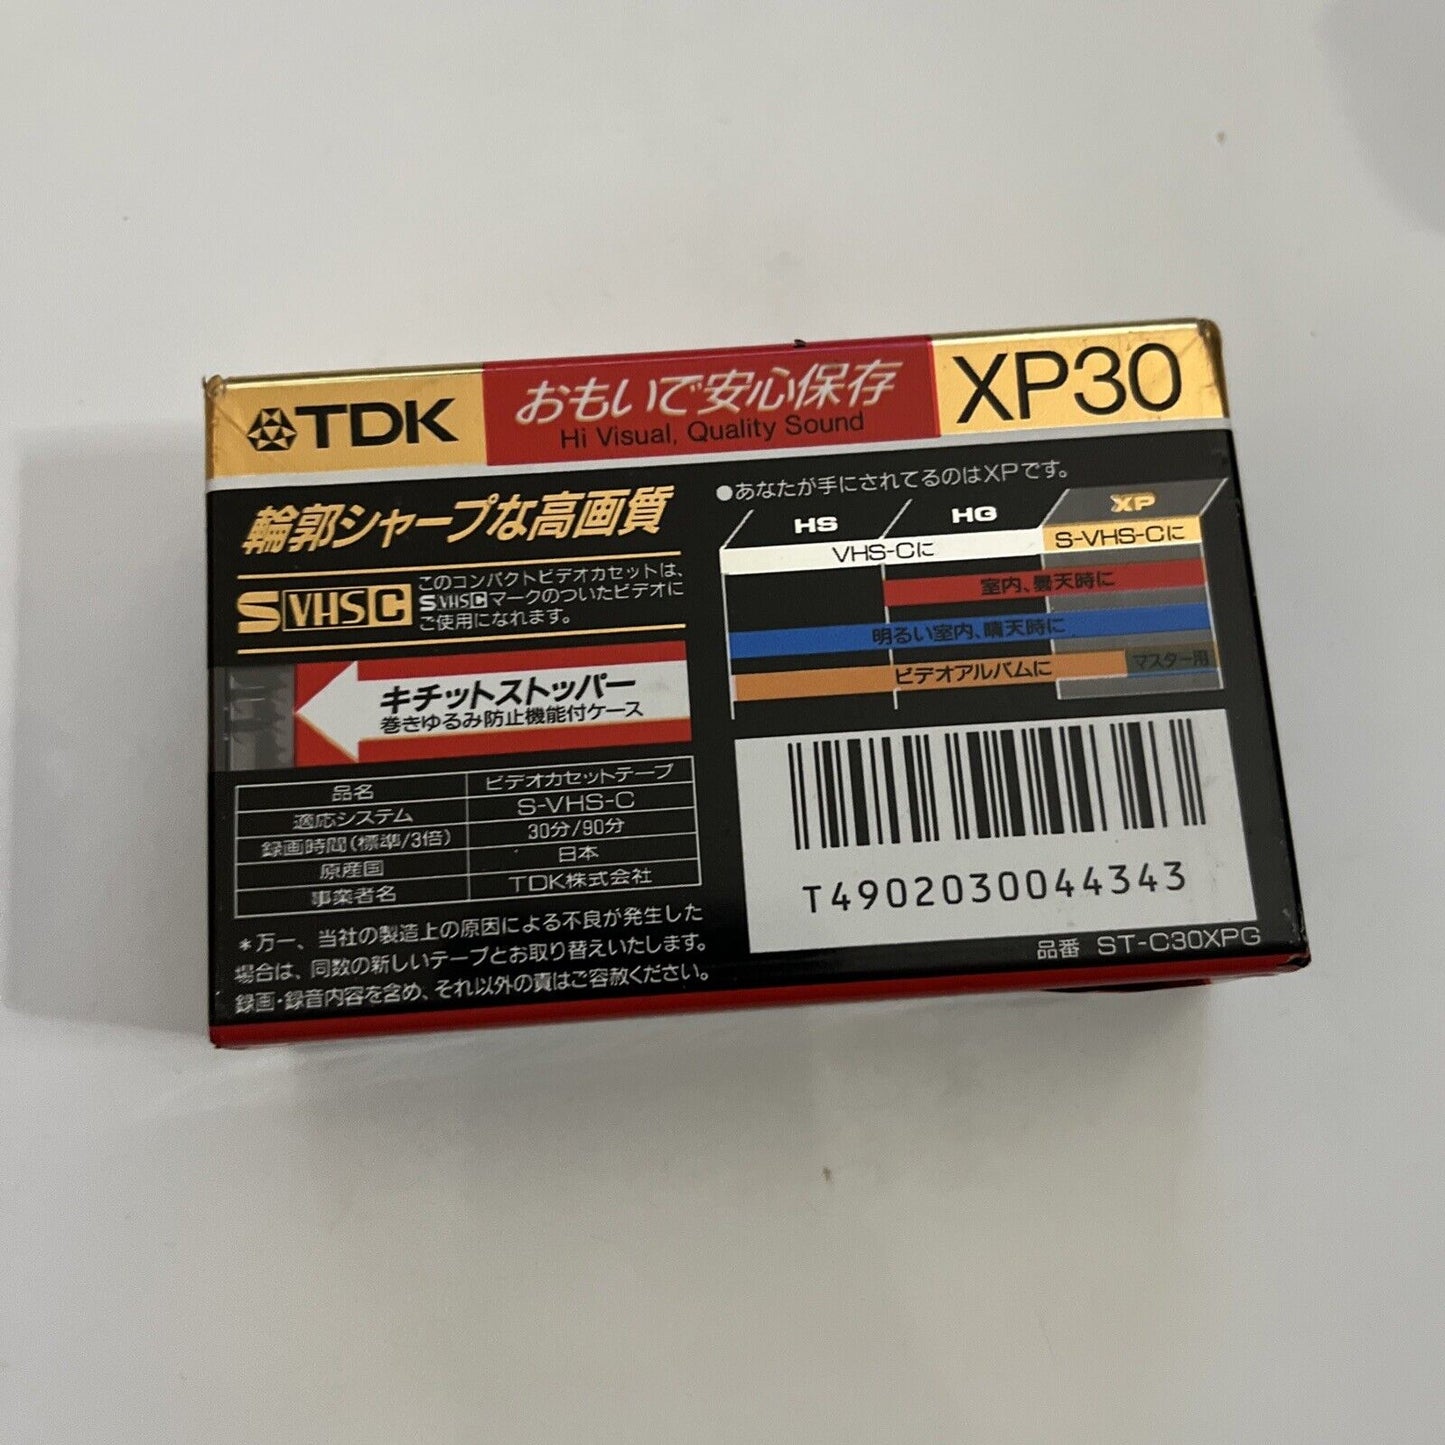 TDK
おもいで安心保存
Hi Visual, Quality Sound
XP30
輪郭シャープな高画質
S VHS C
このコンパクトビデオカセットは、
S VHS C マークのついたビデオに
ご使用になれます。
キチットストッパー
巻きゆるみ防止機能付ケース
品名 ビデオカセットテープ
適応システム S-VHS-C
録画時間(標準/3倍) 30分/90分
原産国 日本
事業者名 TDK株式会社
*万一、当社の製造上の原因による不良が発生した
場合は、同数の新しいテープとお取り替えいたします。
録画・録音内容を含め、それ以外の責はご容赦ください。
●あなたが手にされてるのはXPです。
HS HG XP
VHS-Cに S-VHS-Cに
室内、曇天時に
明るい室内、晴天時に
ビデオアルバムに マスター用
T4902030044343
品番 ST-C30XPG